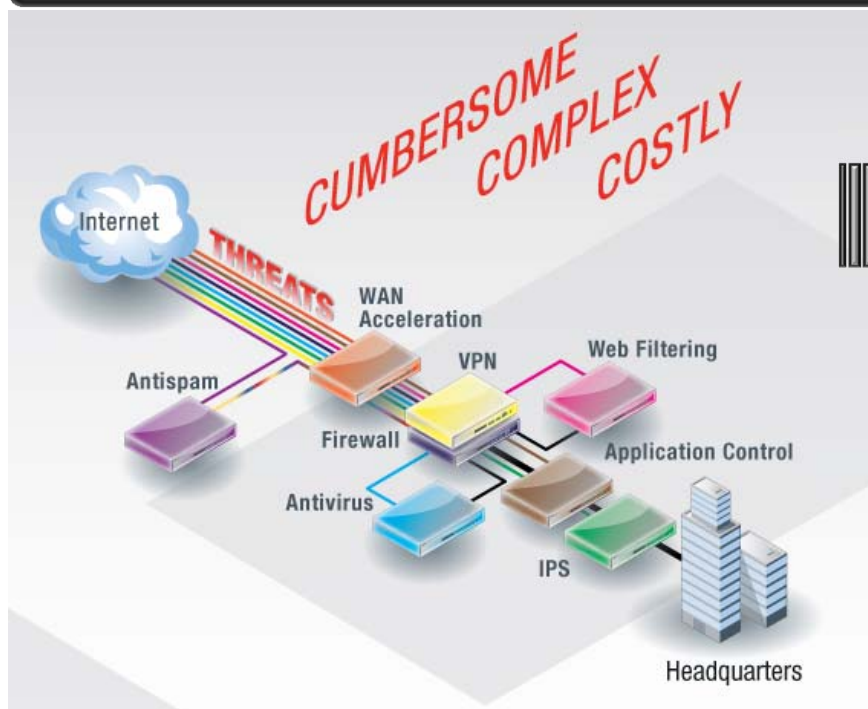 CUMBERSOME
COMPLEX
COSTLY
Internet
THREATS
WAN
Acceleration
VPN
Web Filtering
Antispam
Firewall
Application Control
Antivirus
IPS
Headquarters